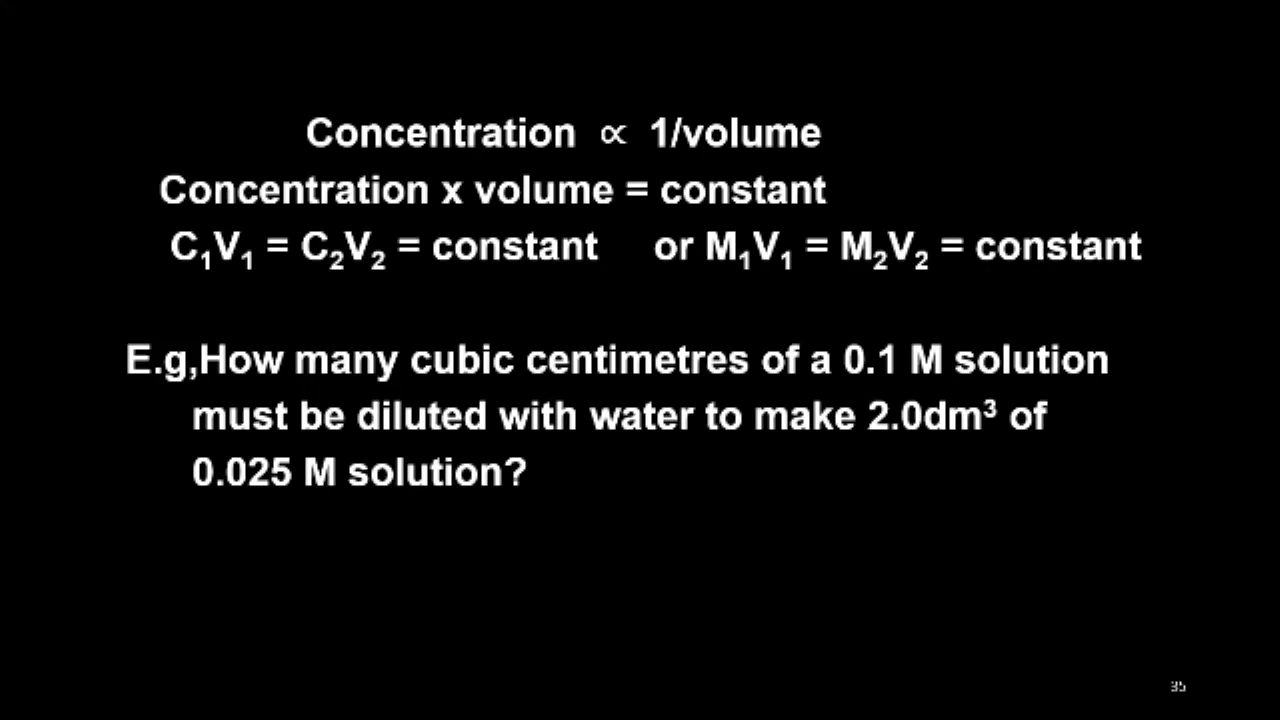 Concentration ∝ 1/volume
Concentration x volume = constant
C₁V₁ = C₂V₂ = constant or M₁V₁ = M₂V₂ = constant
E.g,How many cubic centimetres of a 0.1 M solution
must be diluted with water to make 2.0dm³ of
0.025 M solution?
35